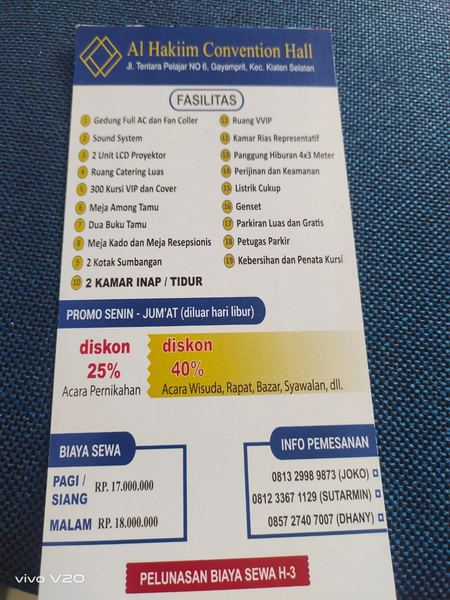 Al Hakiim Convention Hall
Jl. Tentara Pelajar NO 6, Gayamprit, Kec. Klaten Selatan
FASILITAS
1 Gedung Full AC dan Fan Coller
2 Sound System
3 2 Unit LCD Proyektor
4 Ruang Catering Luas
5 300 Kursi VIP dan Cover
6 Meja Among Tamu
7 Dua Buku Tamu
8 Meja Kado dan Meja Resepsionis
9 2 Kotak Sumbangan
10 2 KAMAR INAP / TIDUR
11 Ruang VVIP
12 Kamar Rias Representatif
13 Panggung Hiburan 4x3 Meter
14 Perijinan dan Keamanan
15 Listrik Cukup
16 Genset
17 Parkiran Luas dan Gratis
18 Petugas Parkir
19 Kebersihan dan Penata Kursi
PROMO SENIN - JUM'AT (diluar hari libur)
diskon
25%
Acara Pernikahan
diskon
40%
Acara Wisuda, Rapat, Bazar, Syawalan, dll.
BIAYA SEWA
PAGI / SIANG RP. 17.000.000
MALAM RP. 18.000.000
INFO PEMESANAN
0813 2998 9873 (JOKO)
0812 3367 1129 (SUTARMIN)
0857 2740 7007 (DHANY)
PELUNASAN BIAYA SEWA H-3
vivo V20